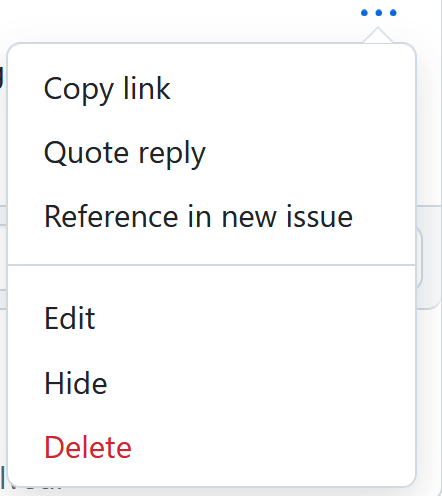 Copy link
Quote reply
Reference in new issue
Edit
Hide
Delete